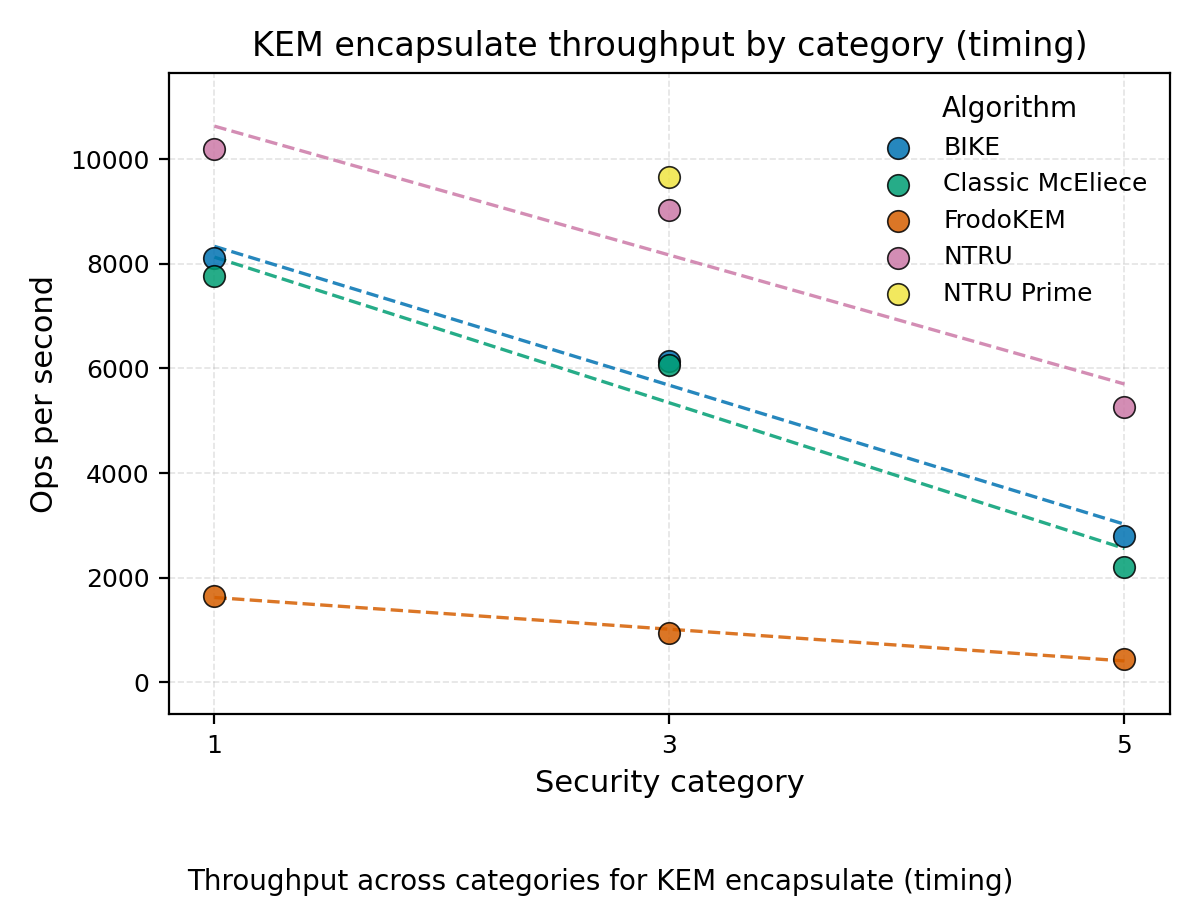 KEM encapsulate throughput by category (timing)
Algorithm
BIKE
Classic McEliece
FrodoKEM
NTRU
NTRU Prime
Ops per second
10000
8000
6000
4000
2000
0
1 3 5
Security category
Throughput across categories for KEM encapsulate (timing)